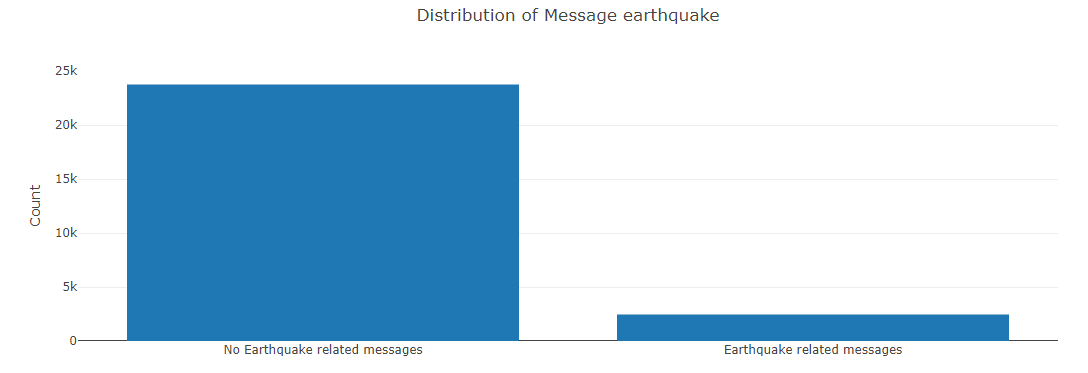 Distribution of Message earthquake
25k
20k
15k
10k
5k
0
Count
No Earthquake related messages
Earthquake related messages